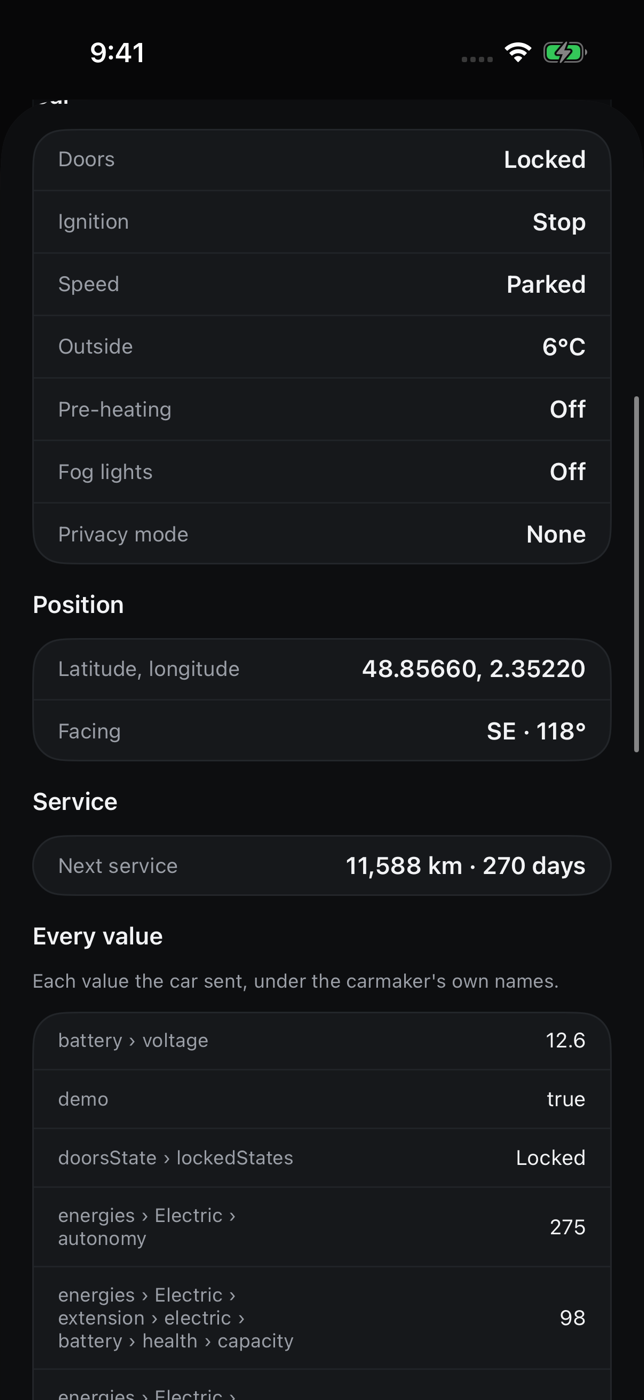 9:41
Doors
Locked
Ignition
Stop
Speed
Parked
Outside
6°C
Pre-heating
Off
Fog lights
Off
Privacy mode
None
Position
Latitude, longitude
48.85660, 2.35220
Facing
SE · 118°
Service
Next service
11,588 km · 270 days
Every value
Each value the car sent, under the carmaker's own names.
battery › voltage
12.6
demo
true
doorsState › lockedStates
Locked
energies › Electric ›
autonomy
275
energies › Electric ›
extension › electric ›
battery › health › capacity
98
energies › Electric ›